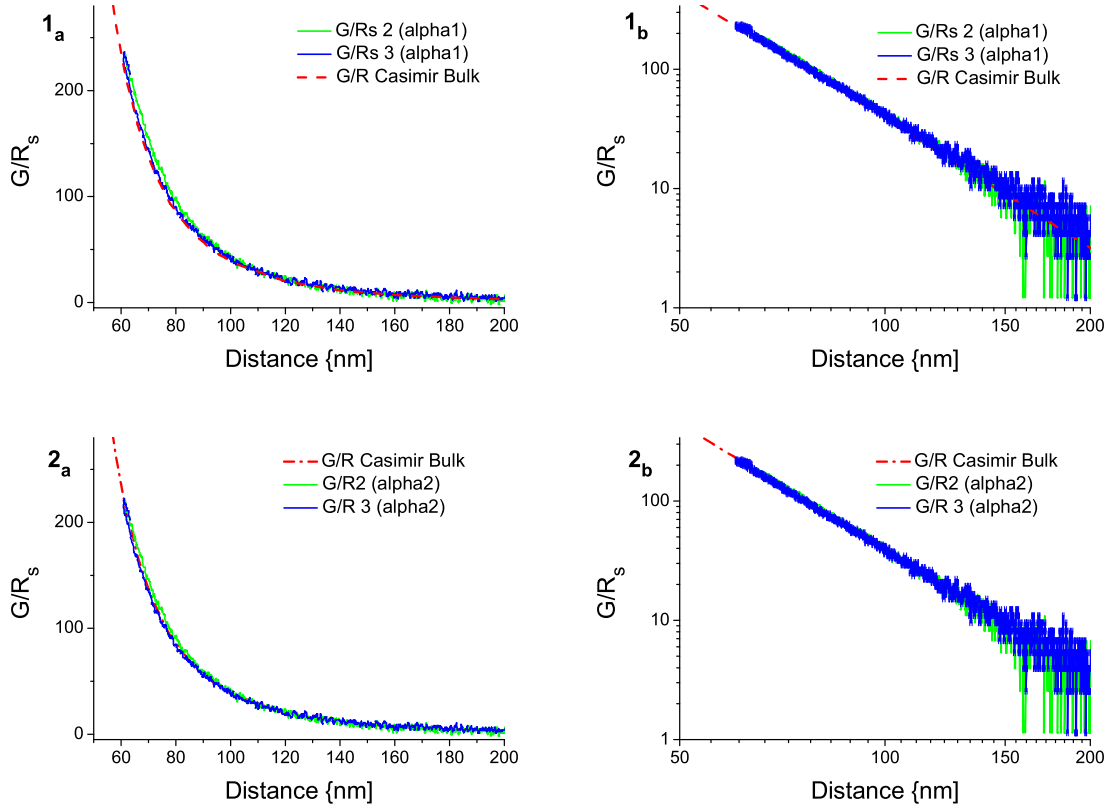 1a
G/Rs 2 (alpha1)
G/Rs 3 (alpha1)
G/R Casimir Bulk
200
100
0
G/Rs
60 80 100 120 140 160 180 200
Distance {nm]
1b
G/Rs 2 (alpha1)
G/Rs 3 (alpha1)
G/R Casimir Bulk
100
10
1
G/Rs
50 100 150 200
Distance [nm]
2a
G/R Casimir Bulk
G/R2 (alpha2)
G/R 3 (alpha2)
200
100
0
G/Rs
60 80 100 120 140 160 180 200
Distance {nm]
2b
G/R Casimir Bulk
G/R2 (alpha2)
G/R 3 (alpha2)
100
10
1
G/Rs
50 100 150 200
Distance [nm]